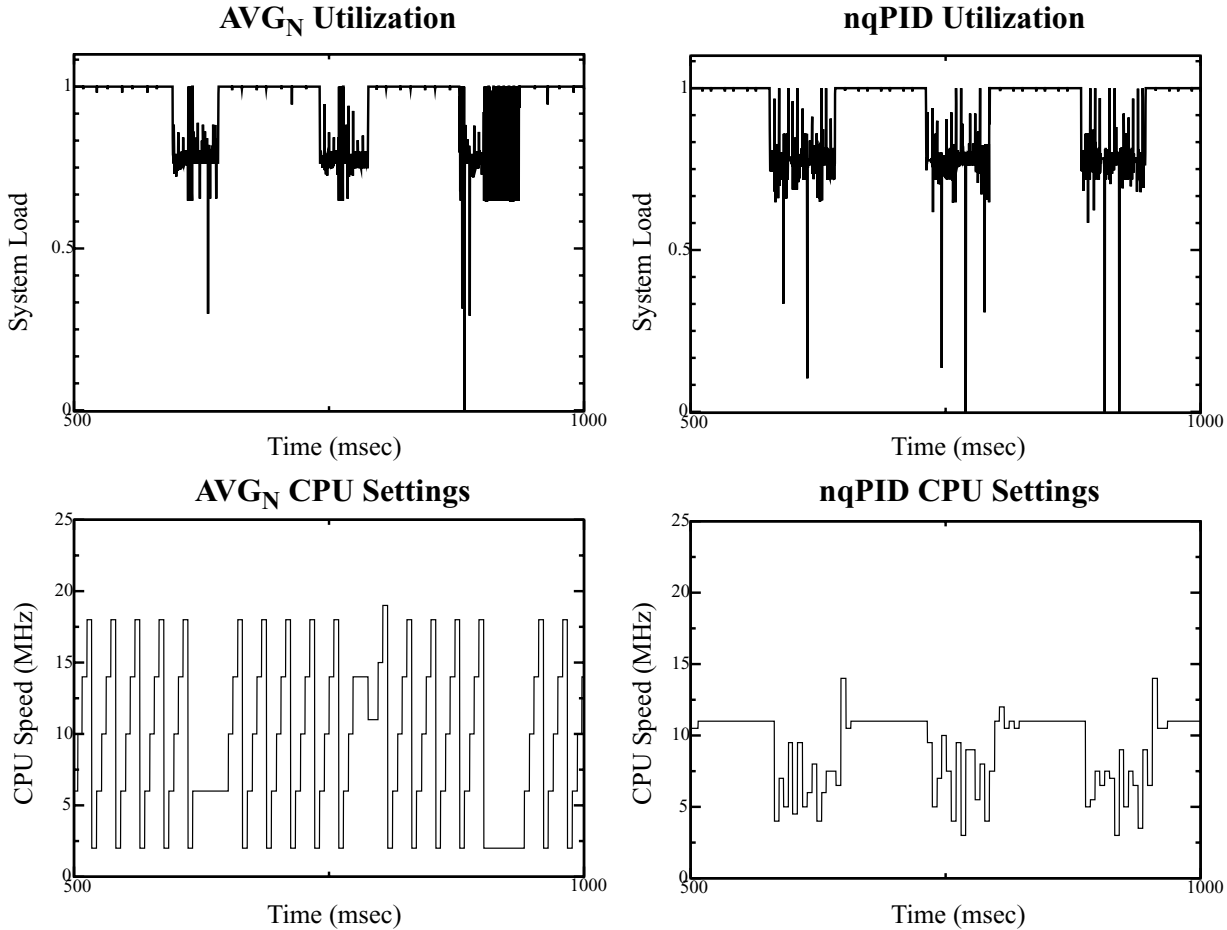 AVG_N Utilization
1
0.5
0
500
1000
System Load
Time (msec)
nqPID Utilization
1
0.5
0
500
1000
System Load
Time (msec)
AVG_N CPU Settings
25
20
15
10
5
0
500
1000
CPU Speed (MHz)
Time (msec)
nqPID CPU Settings
25
20
15
10
5
0
500
1000
CPU Speed (MHz)
Time (msec)